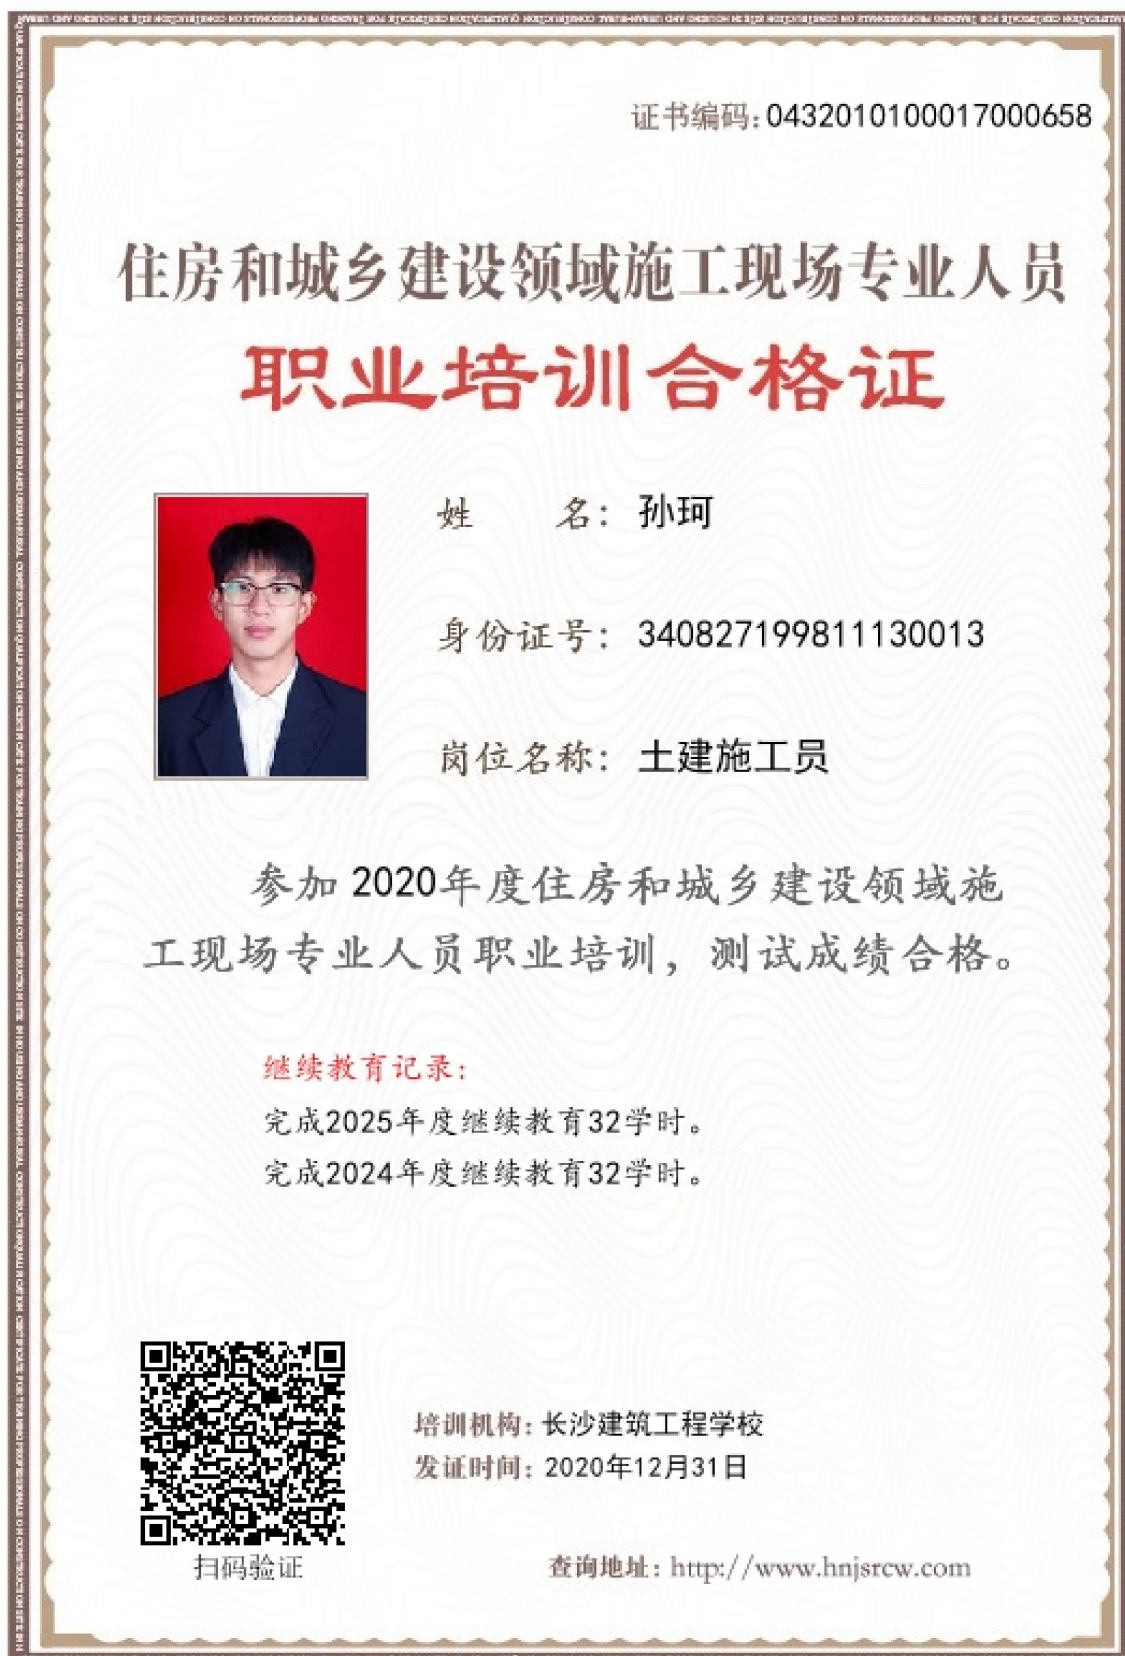 证书编码:0432010100017000658
住房和城乡建设领域施工现场专业人员
职业培训合格证
姓 名: 孙珂
身份证号: 340827199811130013
岗位名称: 土建施工员
参加 2020年度住房和城乡建设领域施
工现场专业人员职业培训，测试成绩合格。
继续教育记录:
完成2025年度继续教育32学时。
完成2024年度继续教育32学时。
培训机构: 长沙建筑工程学校
发证时间: 2020年12月31日
扫码验证
查询地址: http://www.hnjsrcw.com